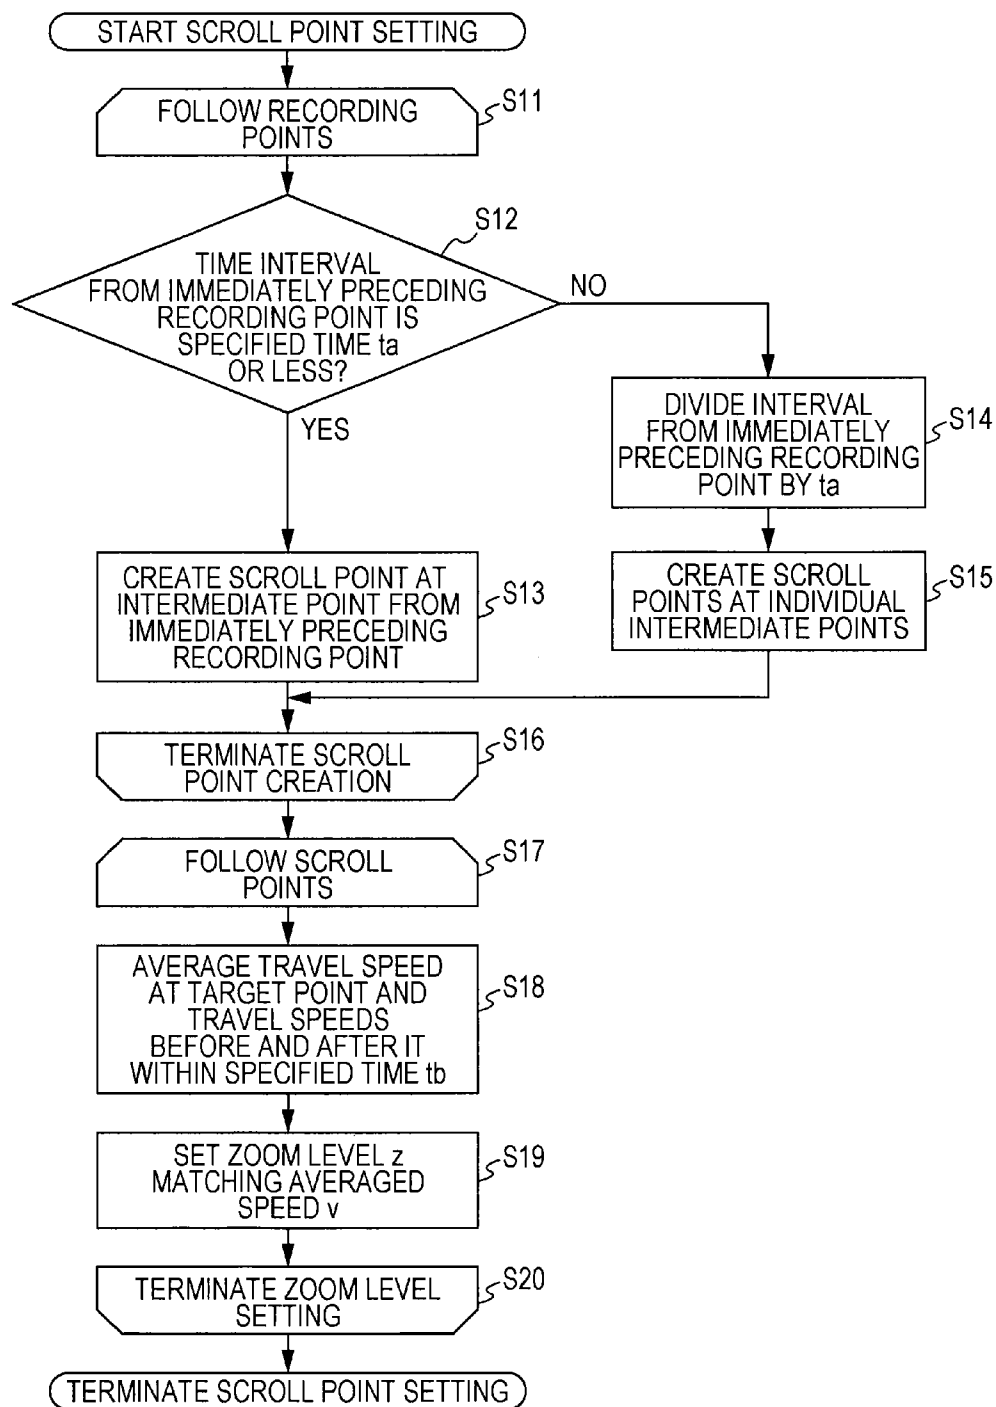 START SCROLL POINT SETTING
FOLLOW RECORDING
POINTS
S11
S12
TIME INTERVAL
FROM IMMEDIATELY PRECEDING
RECORDING POINT IS
SPECIFIED TIME ta
OR LESS?
NO
YES
DIVIDE INTERVAL
FROM IMMEDIATELY
PRECEDING RECORDING
POINT BY ta
S14
CREATE SCROLL POINT AT
INTERMEDIATE POINT FROM
IMMEDIATELY PRECEDING
RECORDING POINT
S13
CREATE SCROLL
POINTS AT INDIVIDUAL
INTERMEDIATE POINTS
S15
TERMINATE SCROLL
POINT CREATION
S16
FOLLOW SCROLL
POINTS
S17
AVERAGE TRAVEL SPEED
AT TARGET POINT AND
TRAVEL SPEEDS
BEFORE AND AFTER IT
WITHIN SPECIFIED TIME tb
S18
SET ZOOM LEVEL z
MATCHING AVERAGED
SPEED v
S19
TERMINATE ZOOM LEVEL
SETTING
S20
TERMINATE SCROLL POINT SETTING